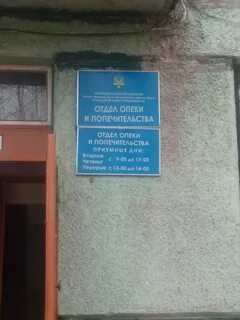 ОТДЕЛ ОПЕКИ
И ПОПЕЧИТЕЛЬСТВА
ОТДЕЛ ОПЕКИ
И ПОПЕЧИТЕЛЬСТВА
ПРИЕМНЫЕ ДНИ:
Вторник
Четверг с 9-00 до 17-00
Перерыв: с 13-00 до 14-00